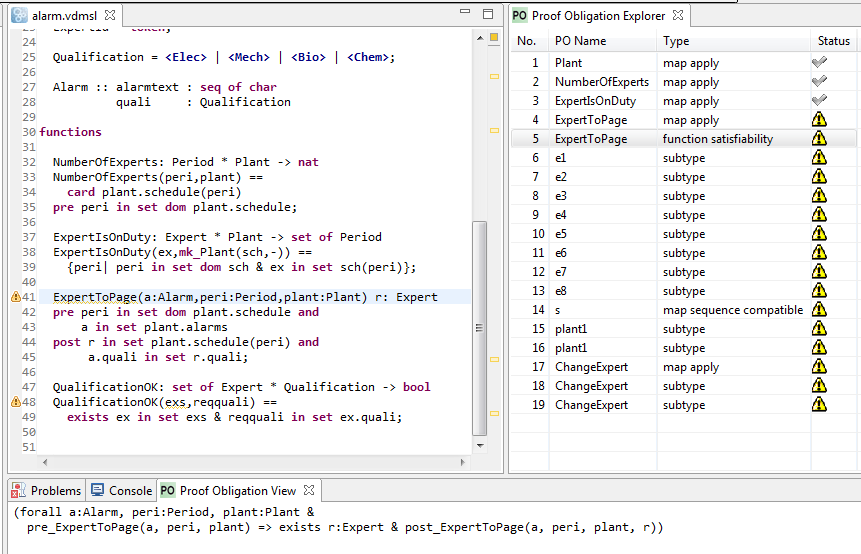 alarm.vdmsl
24
25 Qualification = <Elec> | <Mech> | <Bio> | <Chem>;
26
27 Alarm :: alarmtext : seq of char
28 quali : Qualification
29
30 functions
31
32 NumberOfExperts: Period * Plant -> nat
33 NumberOfExperts(peri,plant) ==
34 card plant.schedule(peri)
35 pre peri in set dom plant.schedule;
36
37 ExpertIsOnDuty: Expert * Plant -> set of Period
38 ExpertIsOnDuty(ex,mk_Plant(sch,-)) ==
39 {peri| peri in set dom sch & ex in set sch(peri)};
40
41 ExpertToPage(a:Alarm,peri:Period,plant:Plant) r: Expert
42 pre peri in set dom plant.schedule and
43 a in set plant.alarms
44 post r in set plant.schedule(peri) and
45 a.quali in set r.quali;
46
47 QualificationOK: set of Expert * Qualification -> bool
48 QualificationOK(exs,reqquali) ==
49 exists ex in set exs & reqquali in set ex.quali;
50
51
PO Proof Obligation Explorer
No. PO Name Type Status
1 Plant map apply
2 NumberOfExperts map apply
3 ExpertIsOnDuty map apply
4 ExpertToPage map apply
5 ExpertToPage function satisfiability
6 e1 subtype
7 e2 subtype
8 e3 subtype
9 e4 subtype
10 e5 subtype
11 e6 subtype
12 e7 subtype
13 e8 subtype
14 s map sequence compatible
15 plant1 subtype
16 plant1 subtype
17 ChangeExpert map apply
18 ChangeExpert subtype
19 ChangeExpert subtype
Problems Console PO Proof Obligation View
(forall a:Alarm, peri:Period, plant:Plant &
pre_ExpertToPage(a, peri, plant) => exists r:Expert & post_ExpertToPage(a, peri, plant, r))